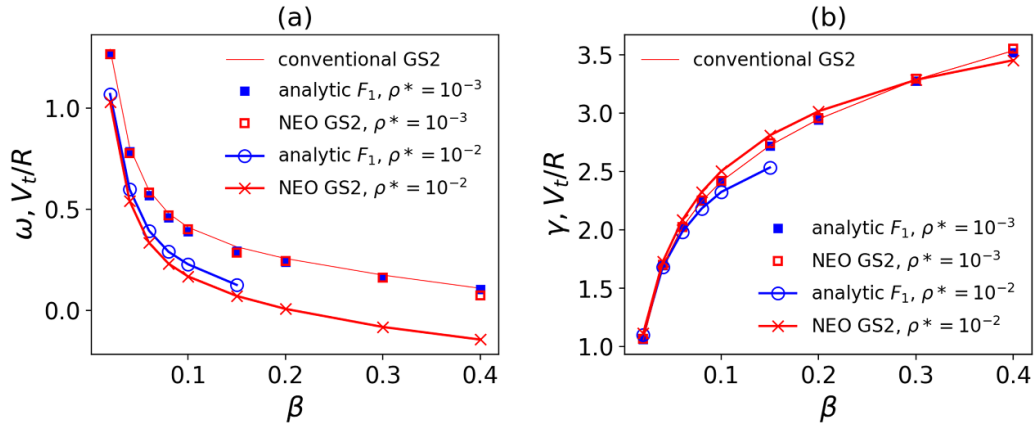 (a)
ω, V_t/R
1.0
0.5
0.0
conventional GS2
analytic F₁, ρ* = 10⁻³
NEO GS2, ρ* = 10⁻³
analytic F₁, ρ* = 10⁻²
NEO GS2, ρ* = 10⁻²
0.1 0.2 0.3 0.4
β
(b)
γ, V_t/R
3.5
3.0
2.5
2.0
1.5
1.0
conventional GS2
analytic F₁, ρ* = 10⁻³
NEO GS2, ρ* = 10⁻³
analytic F₁, ρ* = 10⁻²
NEO GS2, ρ* = 10⁻²
0.1 0.2 0.3 0.4
β